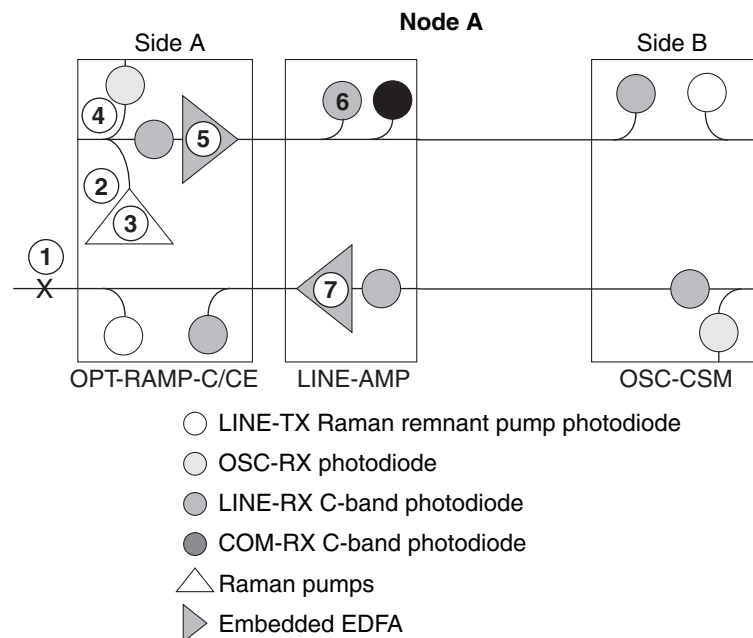 Node A
Side A
Side B
4
6
5
2
3
1
X
7
OPT-RAMP-C/CE
LINE-AMP
OSC-CSM
LINE-TX Raman remnant pump photodiode
OSC-RX photodiode
LINE-RX C-band photodiode
COM-RX C-band photodiode
Raman pumps
Embedded EDFA